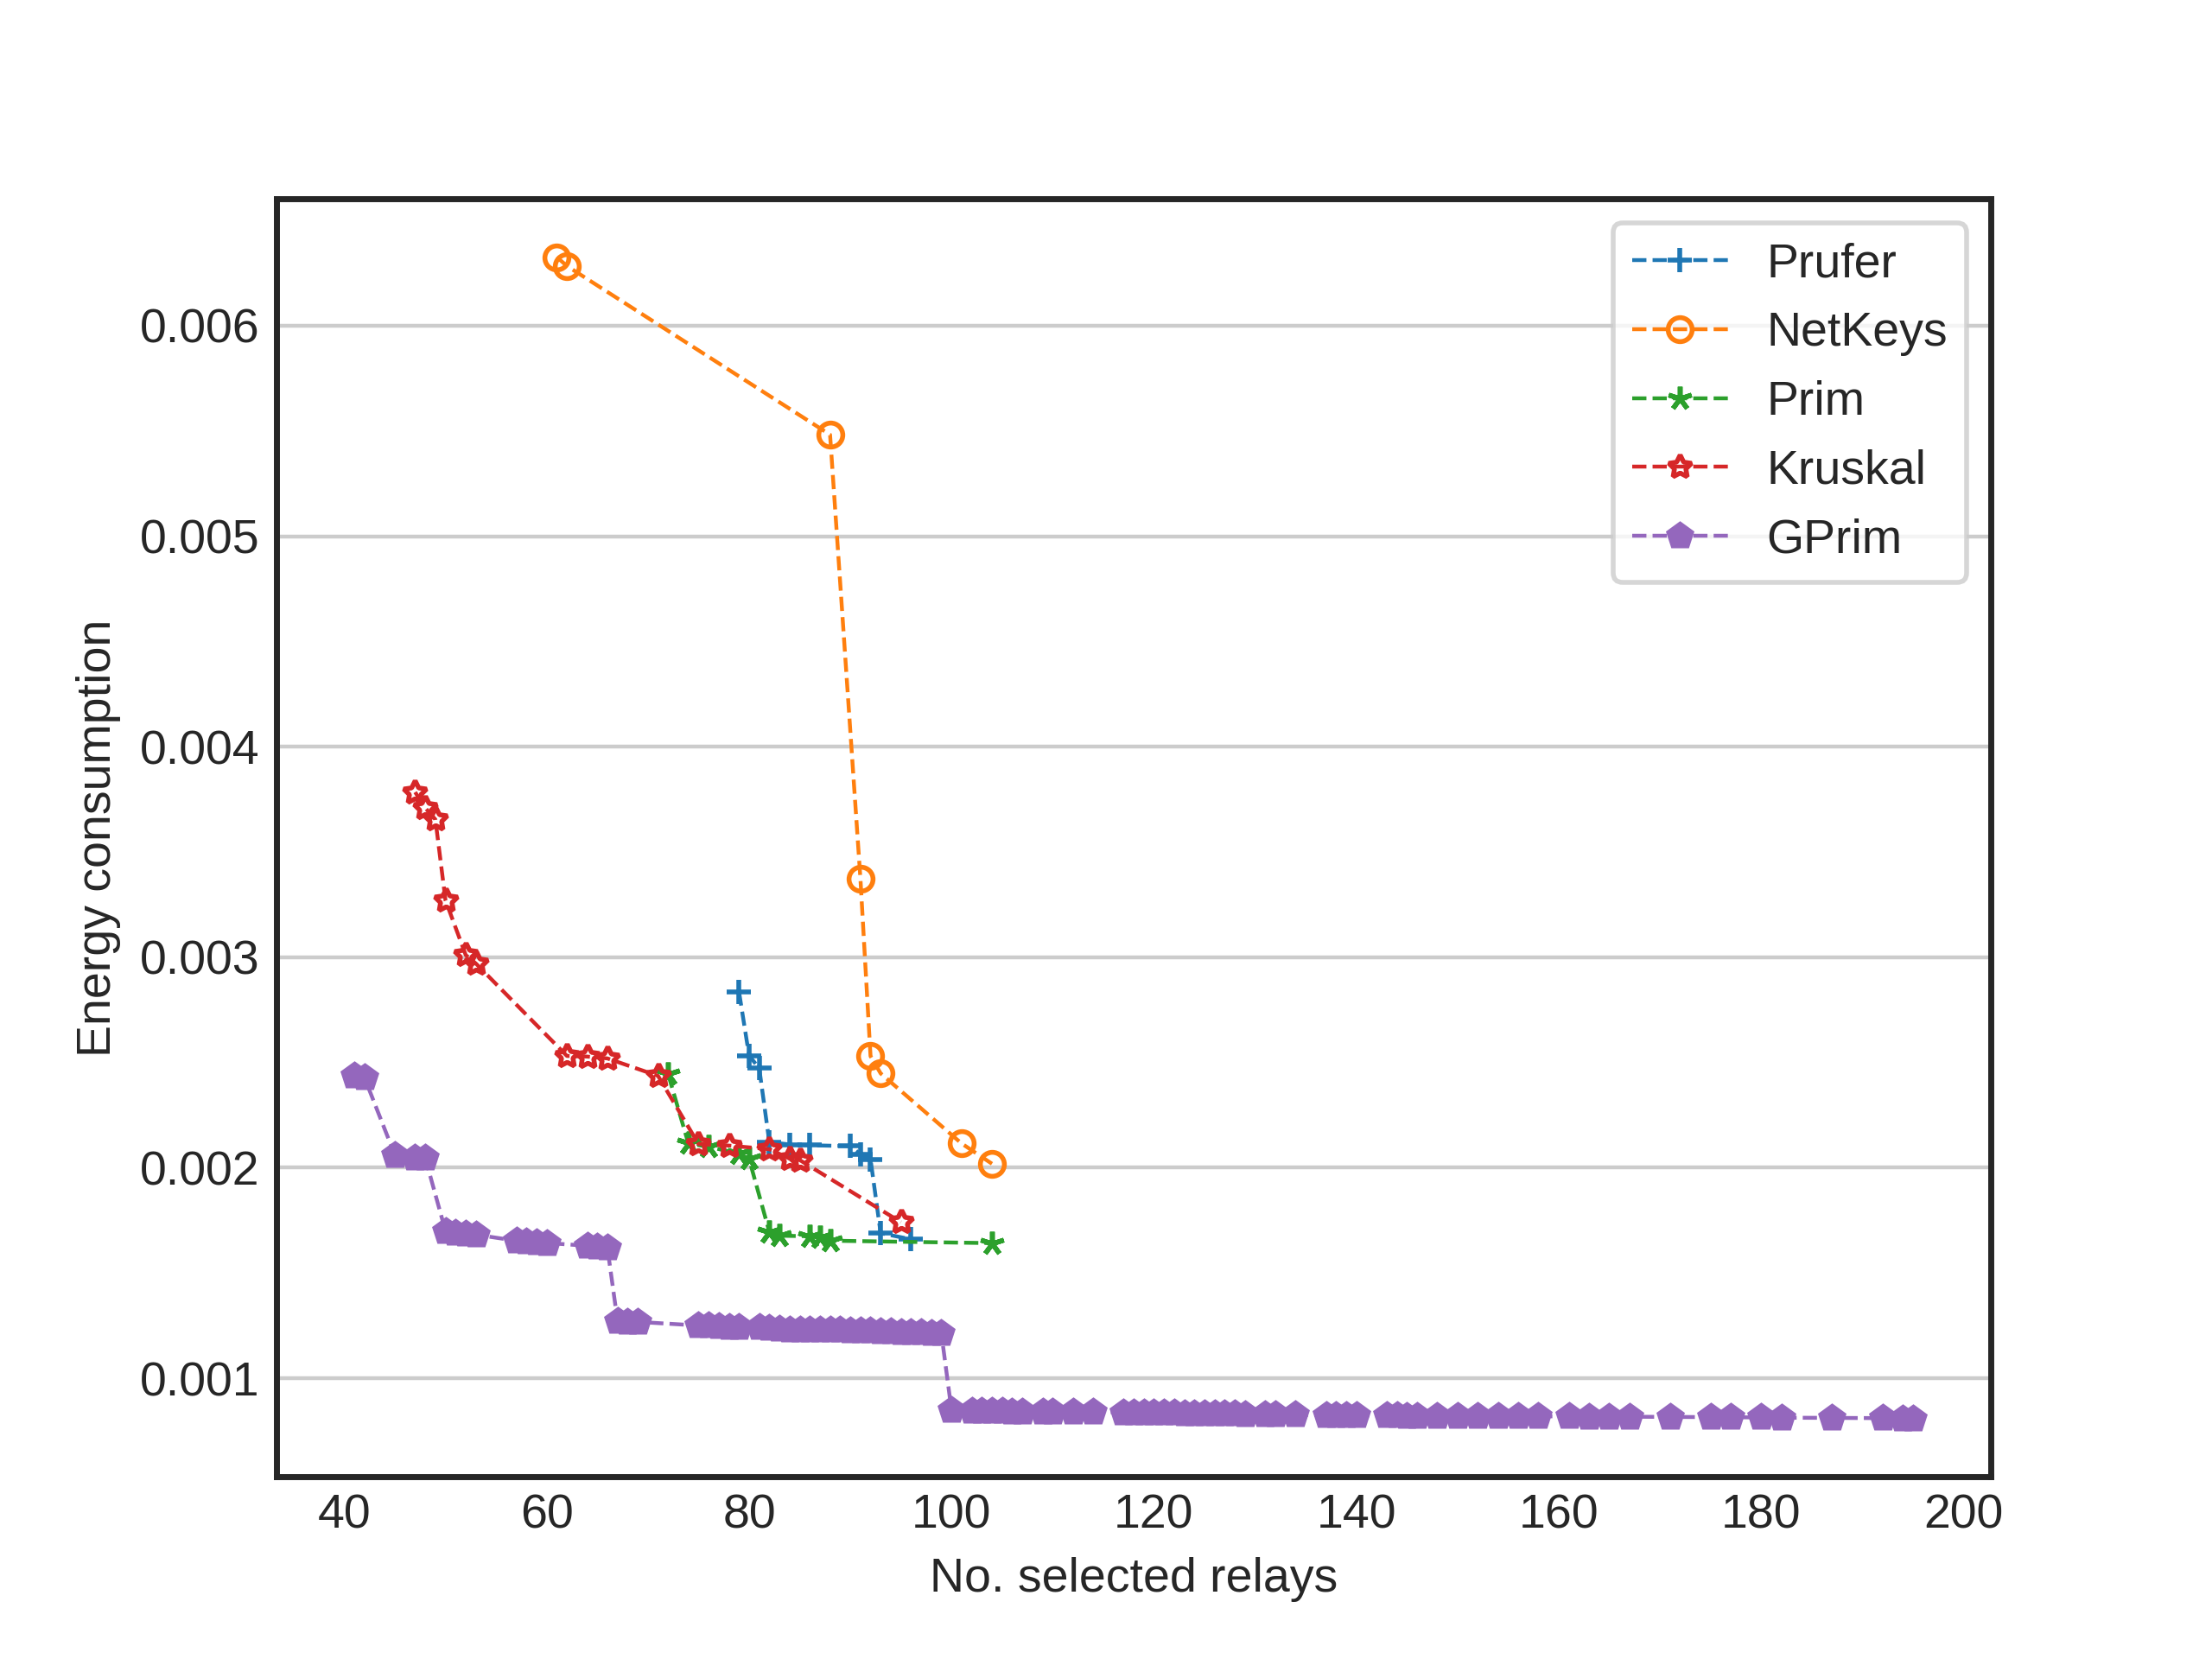 Prufer
NetKeys
Prim
Kruskal
GPrim
0.006
0.005
0.004
0.003
0.002
0.001
Energy consumption
40 60 80 100 120 140 160 180 200
No. selected relays